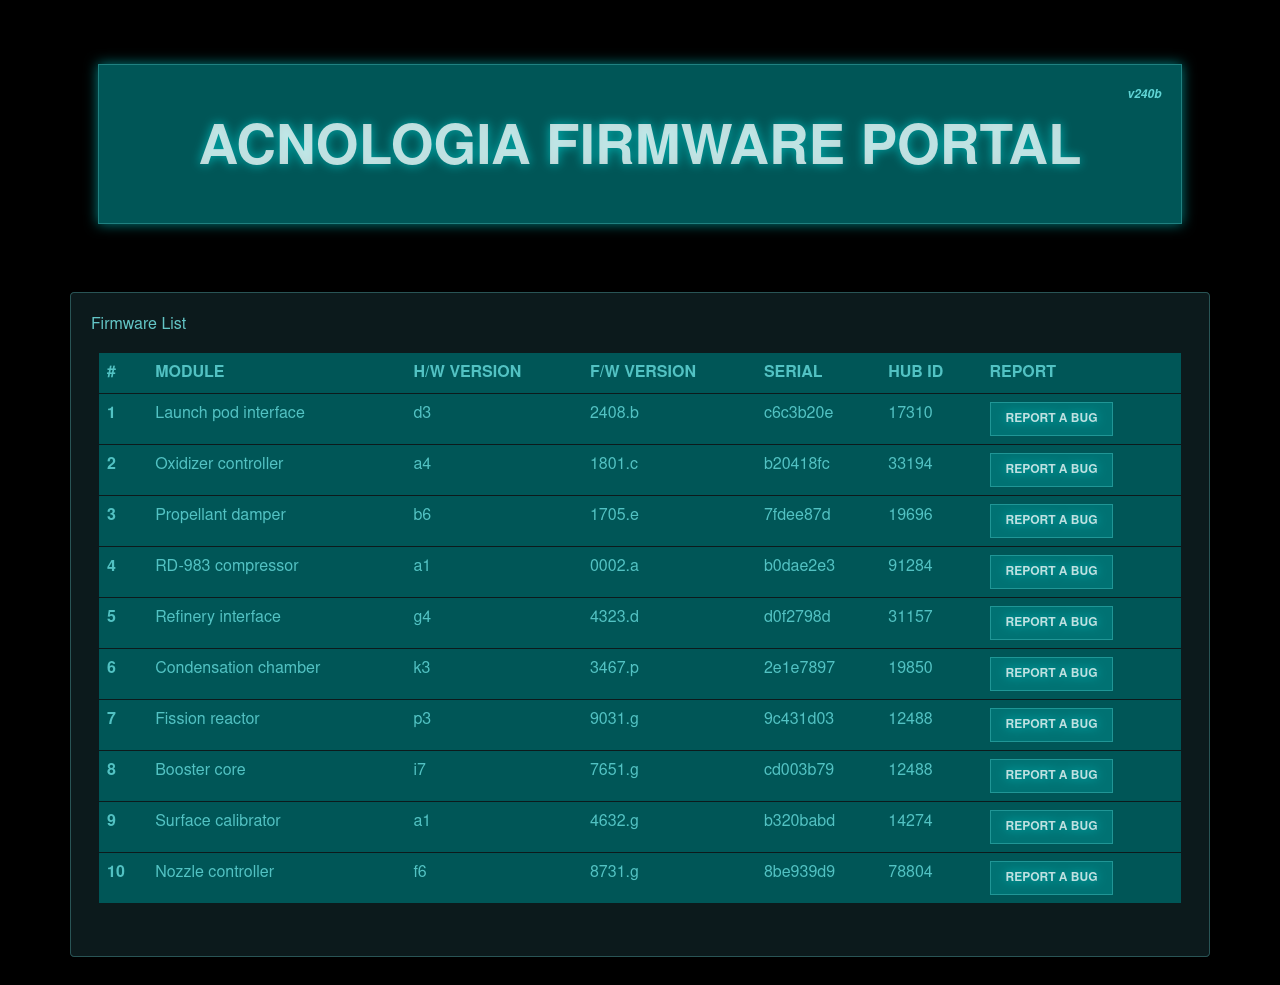 v240b
ACNOLOGIA FIRMWARE PORTAL
Firmware List
# MODULE H/W VERSION F/W VERSION SERIAL HUB ID REPORT
1 Launch pod interface d3 2408.b c6c3b20e 17310 REPORT A BUG
2 Oxidizer controller a4 1801.c b20418fc 33194 REPORT A BUG
3 Propellant damper b6 1705.e 7fdee87d 19696 REPORT A BUG
4 RD-983 compressor a1 0002.a b0dae2e3 91284 REPORT A BUG
5 Refinery interface g4 4323.d d0f2798d 31157 REPORT A BUG
6 Condensation chamber k3 3467.p 2e1e7897 19850 REPORT A BUG
7 Fission reactor p3 9031.g 9c431d03 12488 REPORT A BUG
8 Booster core i7 7651.g cd003b79 12488 REPORT A BUG
9 Surface calibrator a1 4632.g b320babd 14274 REPORT A BUG
10 Nozzle controller f6 8731.g 8be939d9 78804 REPORT A BUG